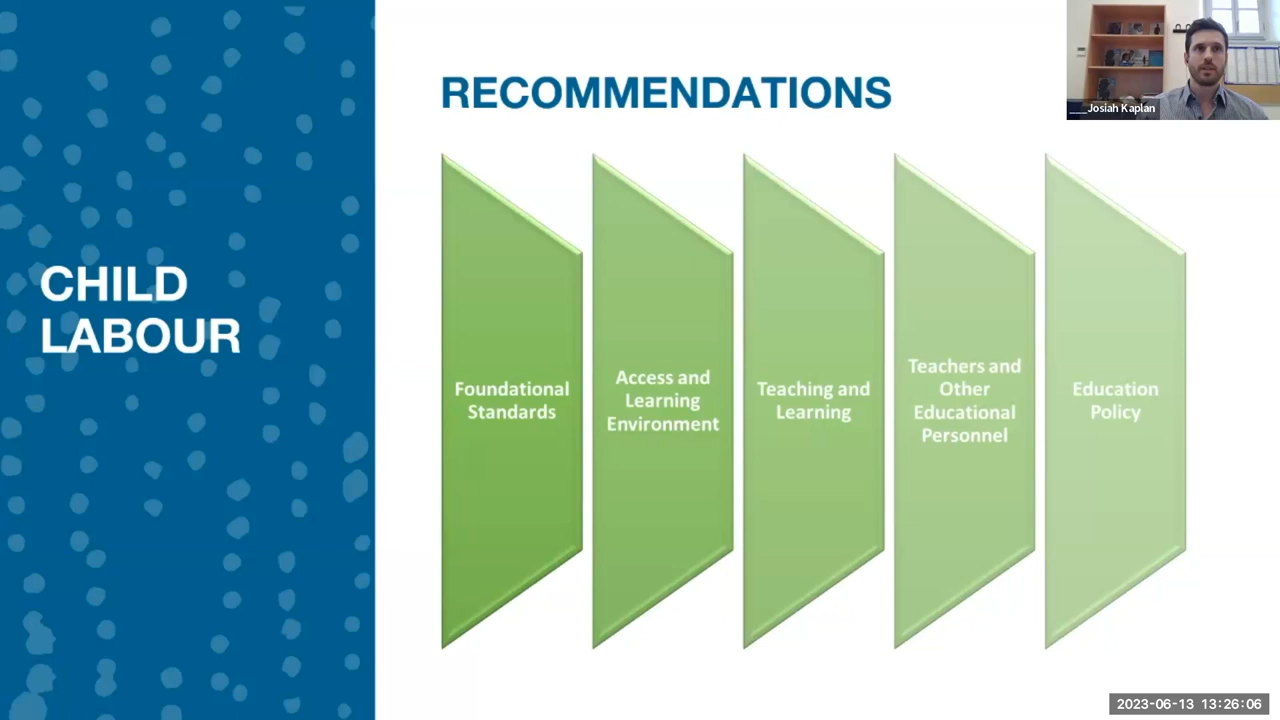 CHILD
LABOUR
RECOMMENDATIONS
Foundational
Standards
Access and
Learning
Environment
Teaching and
Learning
Teachers and
Other
Educational
Personnel
Education
Policy
___Josiah Kaplan
2023-06-13 13:26:06